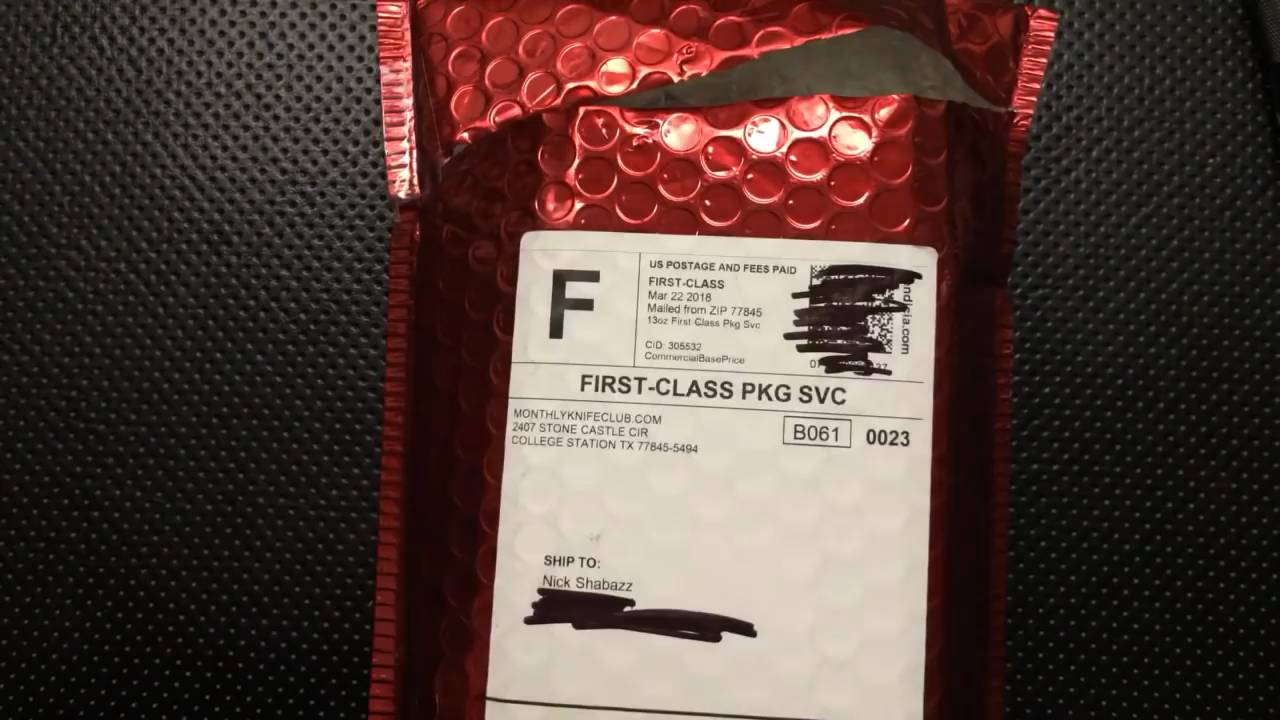 F
US POSTAGE AND FEES PAID
FIRST-CLASS
Mar 22 2018
Mailed from ZIP 77845
13oz First-Class Pkg Svc
CID: 305532
CommercialBasePrice
FIRST-CLASS PKG SVC
MONTHLYKNIFECLUB.COM
2407 STONE CASTLE CIR
COLLEGE STATION TX 77845-5494
B061 0023
SHIP TO:
Nick Shabazz